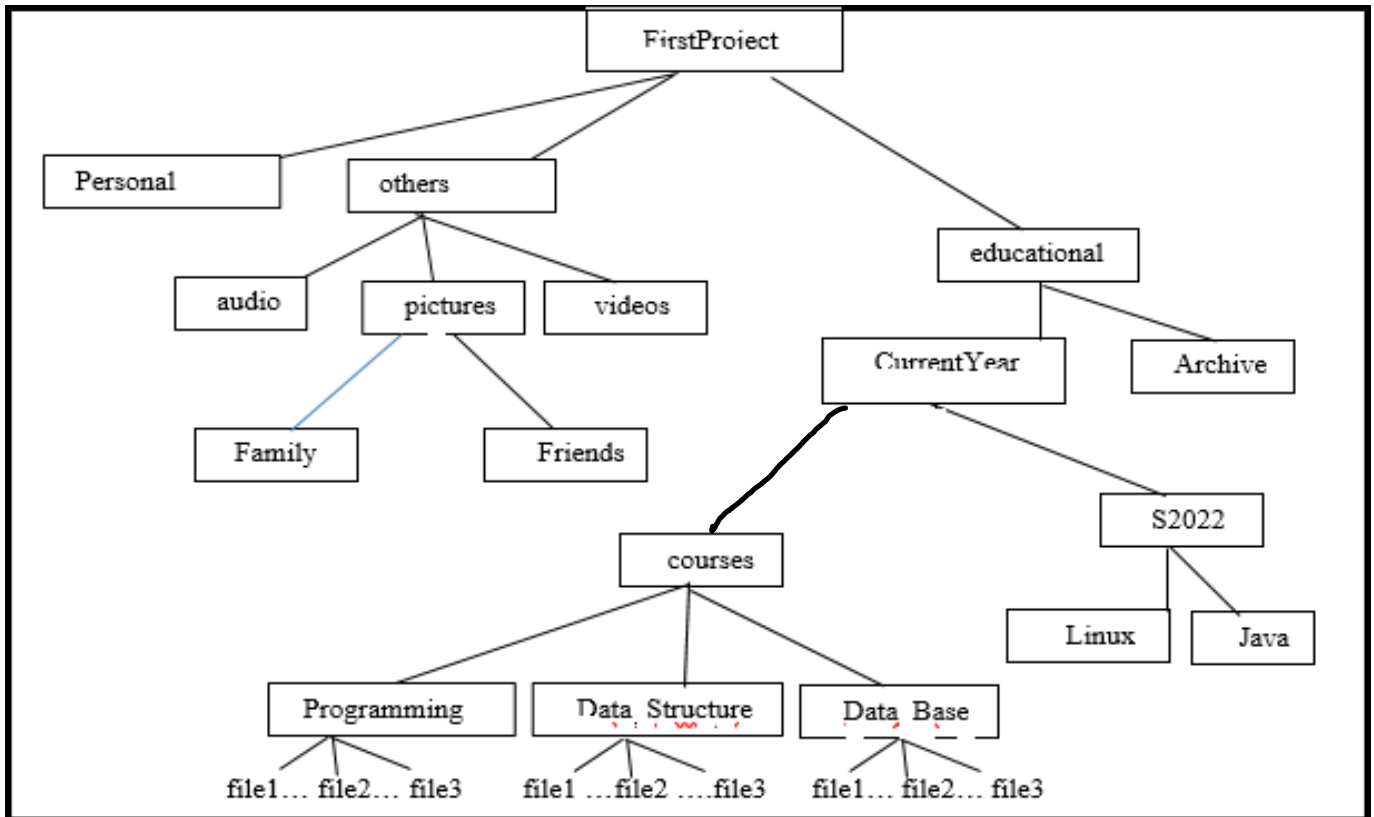 FirstProject
Personal
others
educational
audio
pictures
videos
CurrentYear
Archive
Family
Friends
S2022
courses
Linux
Java
Programming
Data Structure
Data Base
file1... file2... file3
file1 ...file2 ....file3
file1... file2... file3